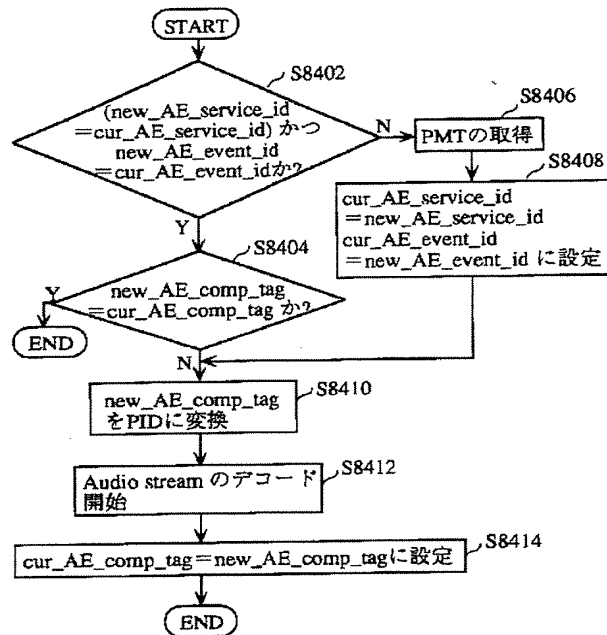 START
S8402
(new_AE_service_id
=cur_AE_service_id) かつ
new_AE_event_id
=cur_AE_event_idか?
N
S8406
PMTの取得
S8408
cur_AE_service_id
=new_AE_service_id
cur_AE_event_id
=new_AE_event_id に設定
Y
S8404
new_AE_comp_tag
=cur_AE_comp_tag か?
Y
END
N
S8410
new_AE_comp_tag
をPIDに変換
S8412
Audio stream のデコード
開始
S8414
cur_AE_comp_tag=new_AE_comp_tagに設定
END